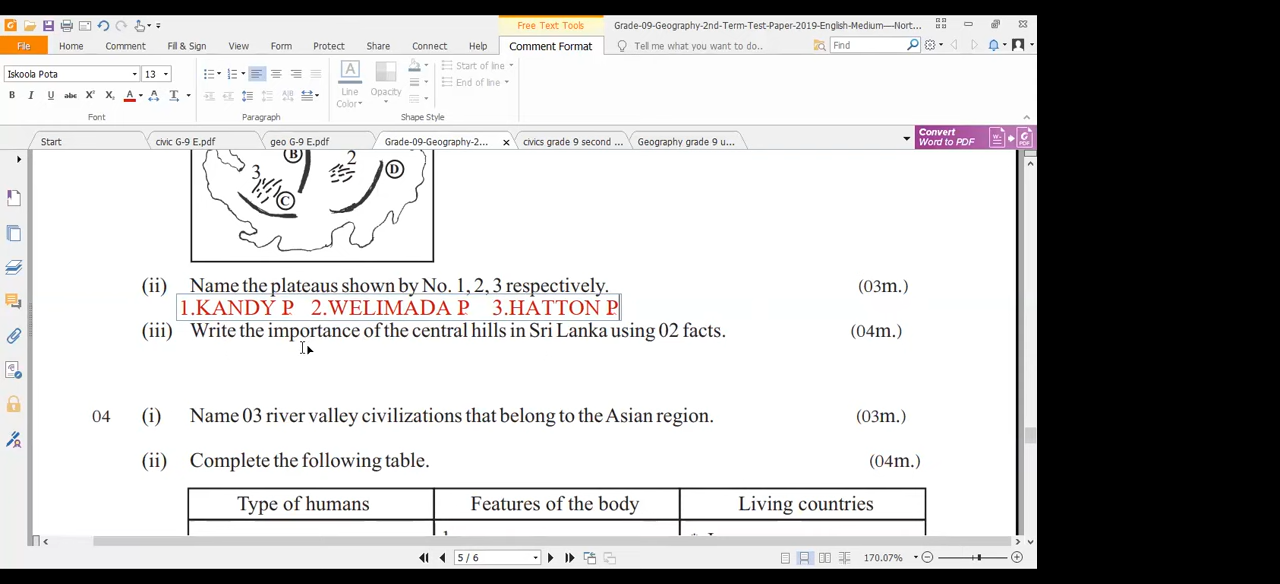 Free Text Tools
Grade-09-Geography-2nd-Term-Test-Paper-2019-English-Medium—Nort...
File Home Comment Fill & Sign View Form Protect Share Connect Help Comment Format Tell me what you want to do.. Find
Iskoola Pota 13
Line Color Opacity
Start of line
End of line
B I U abc X² X, A A T
Font Paragraph Shape Style
Start civic G-9 E.pdf geo G-9 E.pdf Grade-09-Geography-2... civics grade 9 second ... Geography grade 9 u...
Convert
Word to PDF
B 2 D
3 C
(ii) Name the plateaus shown by No. 1, 2, 3 respectively. (03m.)
1.KANDY P 2.WELIMADA P 3.HATTON P
(iii) Write the importance of the central hills in Sri Lanka using 02 facts. (04m.)
04 (i) Name 03 river valley civilizations that belong to the Asian region. (03m.)
(ii) Complete the following table. (04m.)
Type of humans Features of the body Living countries
5 / 6 170.07%